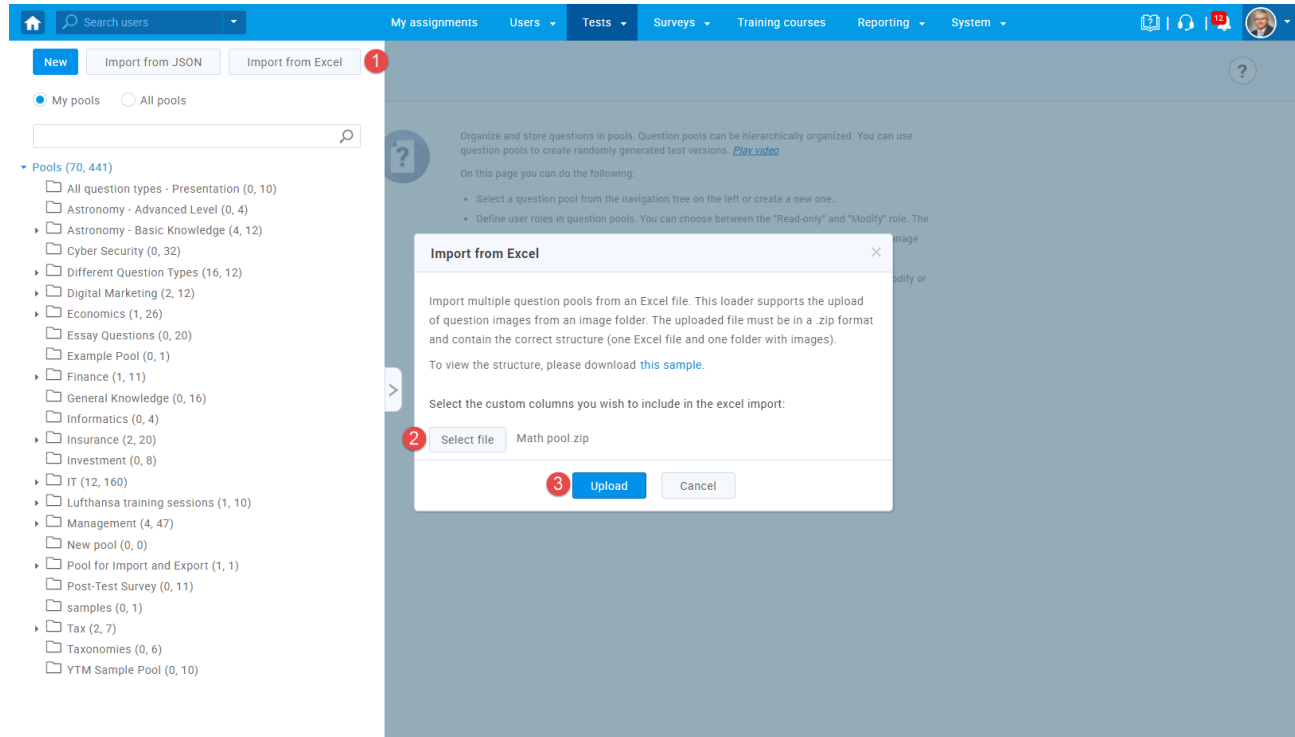 Search users
My assignments
Users
Tests
Surveys
Training courses
Reporting
System
12
New
Import from JSON
Import from Excel
1
My pools
All pools
Pools (70, 441)
All question types - Presentation (0, 10)
Astronomy - Advanced Level (0, 4)
Astronomy - Basic Knowledge (4, 12)
Cyber Security (0, 32)
Different Question Types (16, 12)
Digital Marketing (2, 12)
Economics (1, 26)
Essay Questions (0, 20)
Example Pool (0, 1)
Finance (1, 11)
General Knowledge (0, 16)
Informatics (0, 4)
Insurance (2, 20)
Investment (0, 8)
IT (12, 160)
Lufthansa training sessions (1, 10)
Management (4, 47)
New pool (0, 0)
Pool for Import and Export (1, 1)
Post-Test Survey (0, 11)
samples (0, 1)
Tax (2, 7)
Taxonomies (0, 6)
YTM Sample Pool (0, 10)
?
?
Organize and store questions in pools. Question pools can be hierarchically organized. You can use
question pools to create randomly generated test versions. Play video
On this page you can do the following:
Select a question pool from the navigation tree on the left or create a new one..
Define user roles in question pools. You can choose between the "Read-only" and "Modify" role. The
Import from Excel
Import multiple question pools from an Excel file. This loader supports the upload
of question images from an image folder. The uploaded file must be in a .zip format
and contain the correct structure (one Excel file and one folder with images).
To view the structure, please download this sample.
Select the custom columns you wish to include in the excel import:
2
Select file
Math pool.zip
3
Upload
Cancel